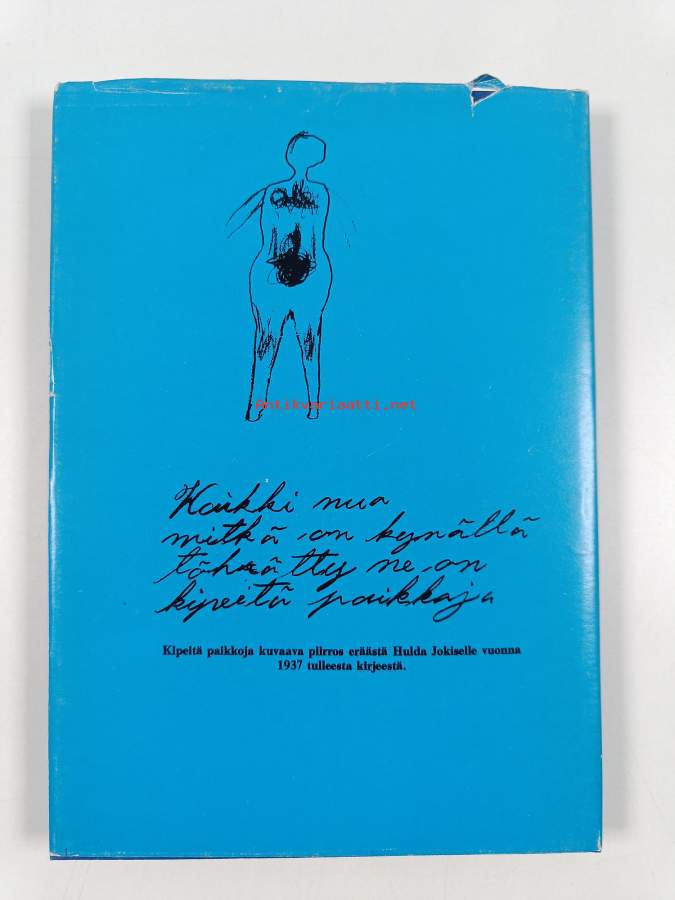 Antikvariaatti.net
Kaikki nua
mitkä on kynällä
töhrätty ne on
kipeitä paikkoja
Kipeitä paikkoja kuvaava piirros eräästä Hulda Jokiselle vuonna
1937 tulleesta kirjeestä.